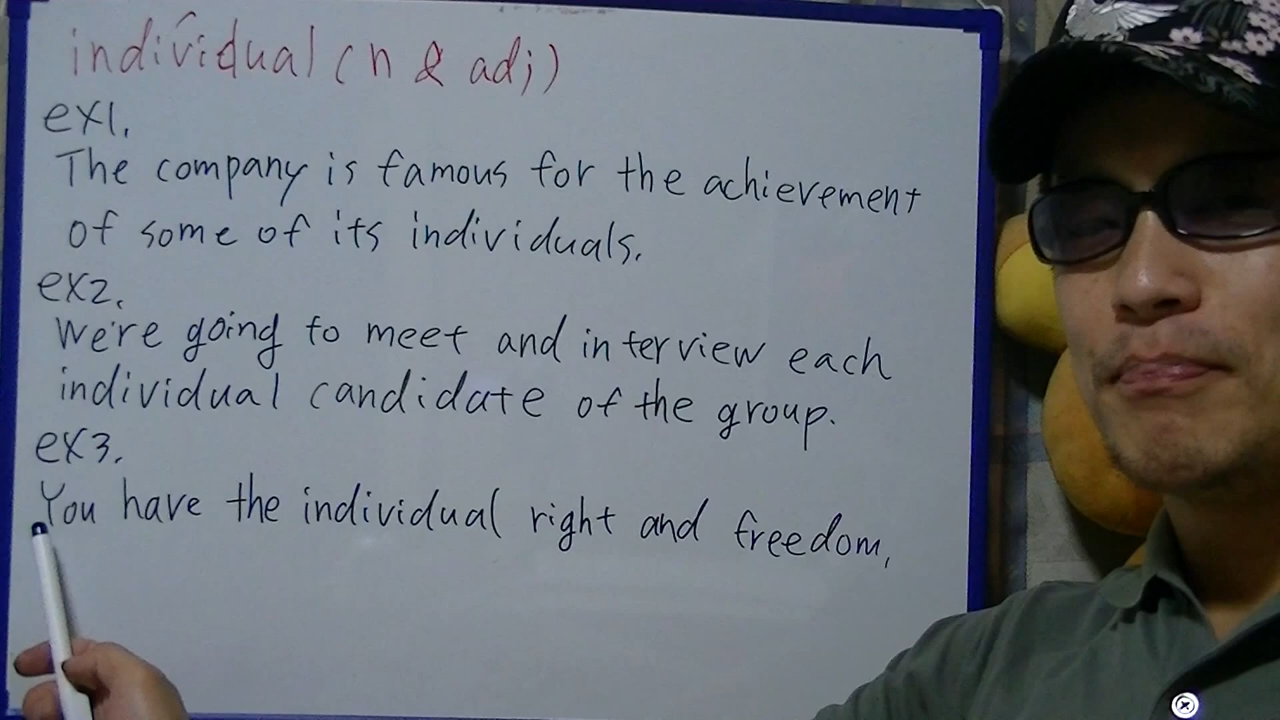 individual (n & adj)
ex1.
The company is famous for the achievement
of some of its individuals.
ex2.
We're going to meet and interview each
individual candidate of the group.
ex3.
You have the individual right and freedom.